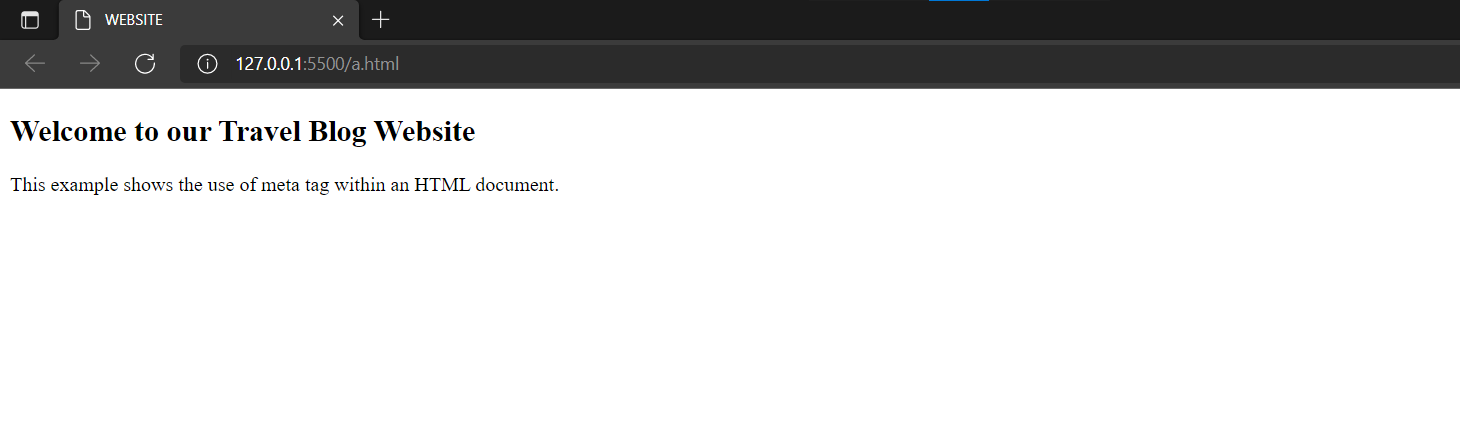 WEBSITE
127.0.0.1:5500/a.html
Welcome to our Travel Blog Website
This example shows the use of meta tag within an HTML document.